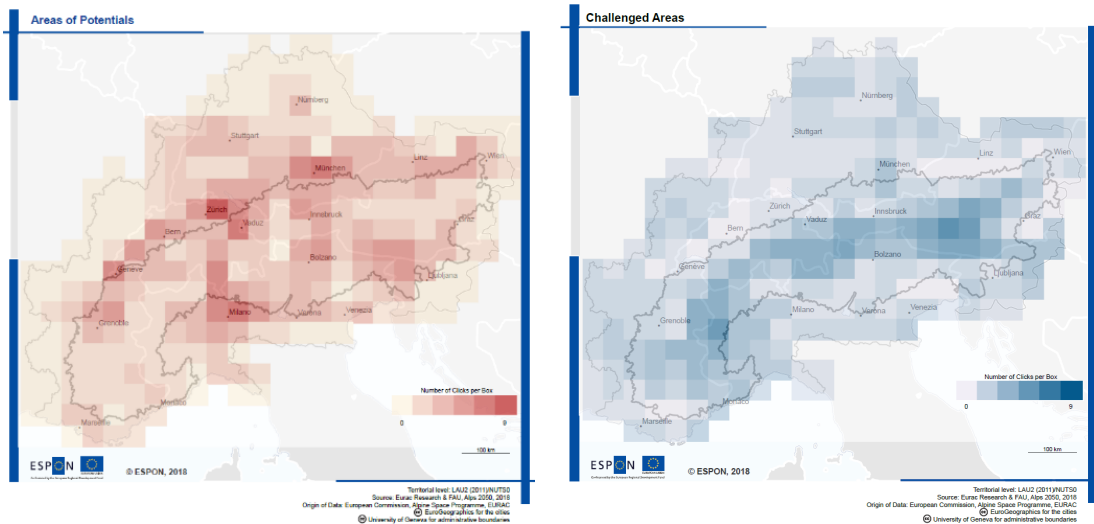 Areas of Potentials
Nürnberg
Stuttgart
München
Linz
Wien
Zürich
Vaduz
Innsbruck
Graz
Bern
Bolzano
Genève
Ljubljana
Milano
Verona
Venezia
Grenoble
Monaco
Marseille
Number of Clicks per Box
0 9
100 km
ESPON
© ESPON, 2018
Territorial level: LAU2 (2011)/NUTS0
Source: Eurac Research & FAU, Alps 2050, 2018
Origin of Data: European Commission, Alpine Space Programme, EURAC
EuroGeographics for the cities
University of Geneva for administrative boundaries
Challenged Areas
Nürnberg
Stuttgart
München
Linz
Wien
Zürich
Vaduz
Innsbruck
Graz
Bern
Bolzano
Genève
Ljubljana
Milano
Verona
Venezia
Grenoble
Monaco
Marseille
Number of Clicks per Box
0 9
100 km
ESPON
© ESPON, 2018
Territorial level: LAU2 (2011)/NUTS0
Source: Eurac Research & FAU, Alps 2050, 2018
Origin of Data: European Commission, Alpine Space Programme, EURAC
EuroGeographics for the cities
University of Geneva for administrative boundaries